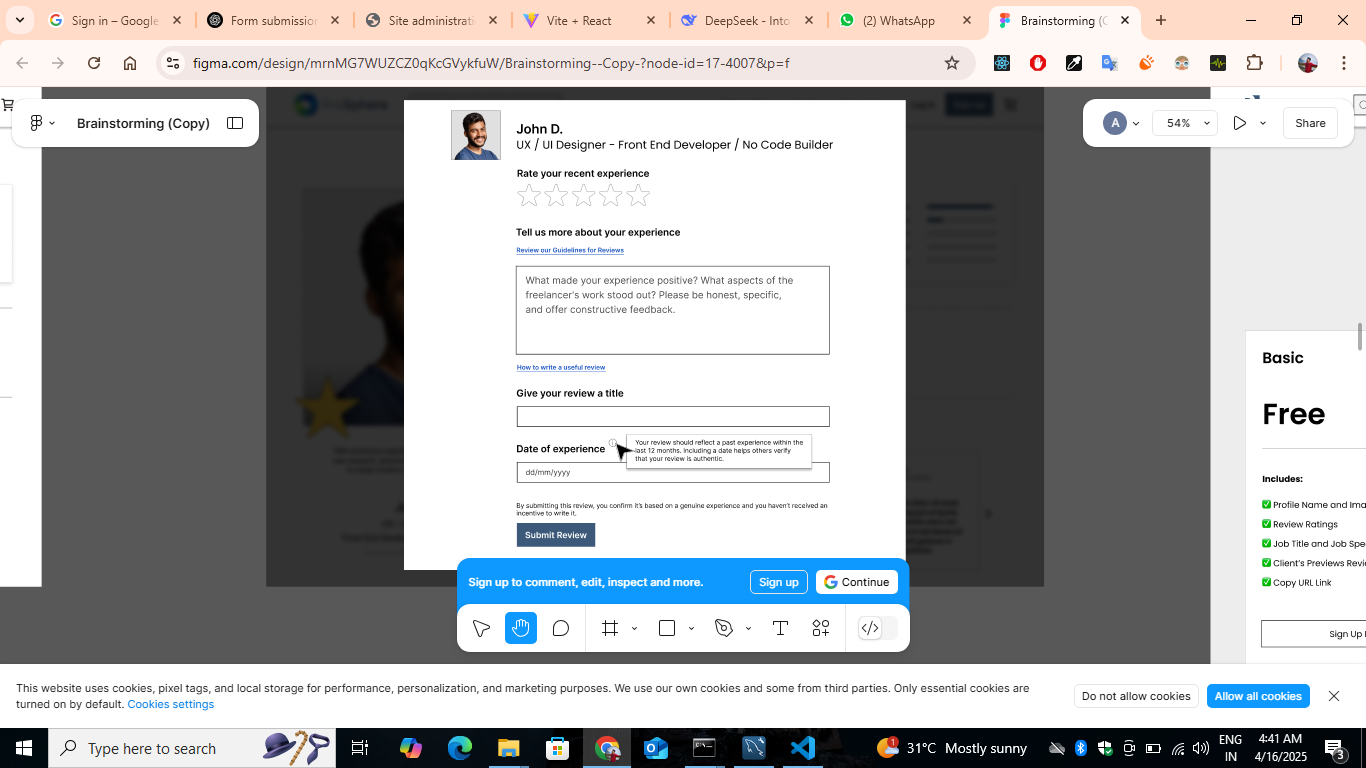 Sign in – Google
Form submission
Site administrati
Vite + React
DeepSeek - Into
(2) WhatsApp
Brainstorming (C
figma.com/design/mrnMG7WUZCZ0qKcGVykfuW/Brainstorming--Copy-?node-id=17-4007&p=f
Brainstorming (Copy)
A
54%
Share
John D.
UX / UI Designer - Front End Developer / No Code Builder
Rate your recent experience
Tell us more about your experience
Review our Guidelines for Reviews
What made your experience positive? What aspects of the
freelancer's work stood out? Please be honest, specific,
and offer constructive feedback.
How to write a useful review
Give your review a title
Date of experience
Your review should reflect a past experience within the
last 12 months. Including a date helps others verify
that your review is authentic.
dd/mm/yyyy
By submitting this review, you confirm it's based on a genuine experience and you haven't received an
incentive to write it.
Submit Review
Basic
Free
Includes:
Profile Name and Ima
Review Ratings
Job Title and Job Spe
Client's Previews Revi
Copy URL Link
Sign Up
Sign up to comment, edit, inspect and more.
Sign up
Continue
This website uses cookies, pixel tags, and local storage for performance, personalization, and marketing purposes. We use our own cookies and some from third parties. Only essential cookies are
turned on by default. Cookies settings
Do not allow cookies
Allow all cookies
Type here to search
1
31°C Mostly sunny
ENG
IN
4:41 AM
4/16/2025
3